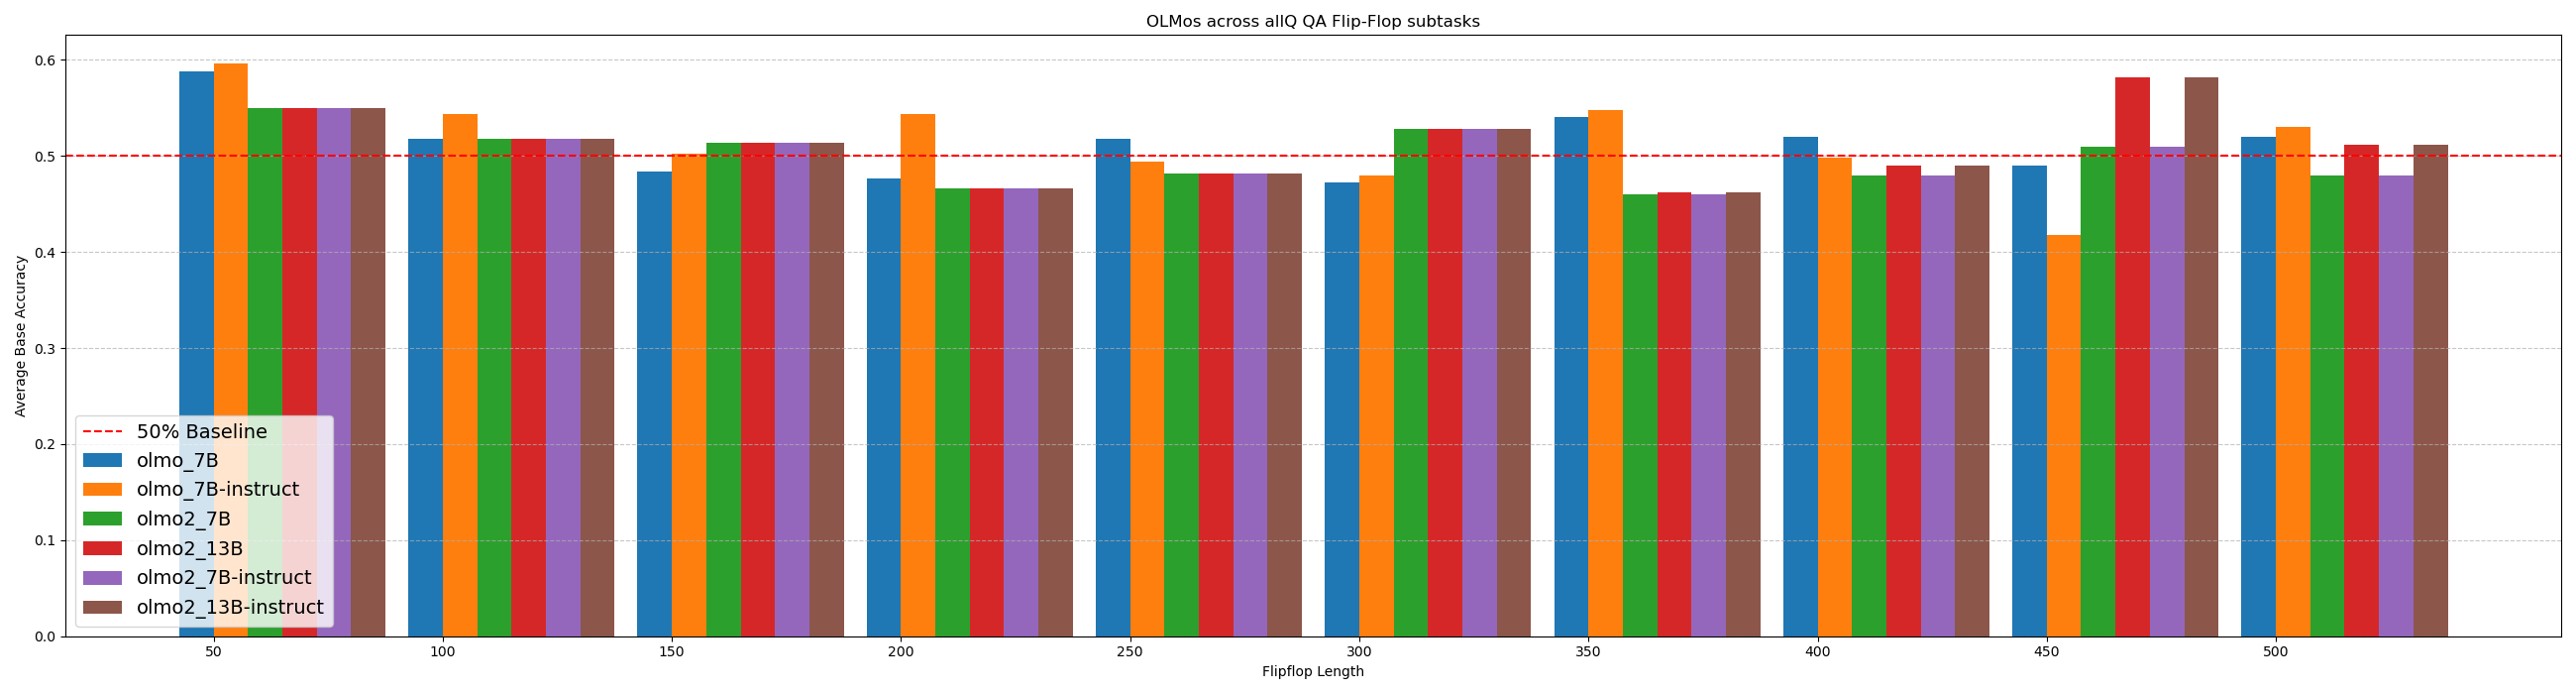 OLMos across allQ QA Flip-Flop subtasks
Average Base Accuracy
0.6
0.5
0.4
0.3
0.2
0.1
0.0
50% Baseline
olmo_7B
olmo_7B-instruct
olmo2_7B
olmo2_13B
olmo2_7B-instruct
olmo2_13B-instruct
50 100 150 200 250 300 350 400 450 500
Flipflop Length